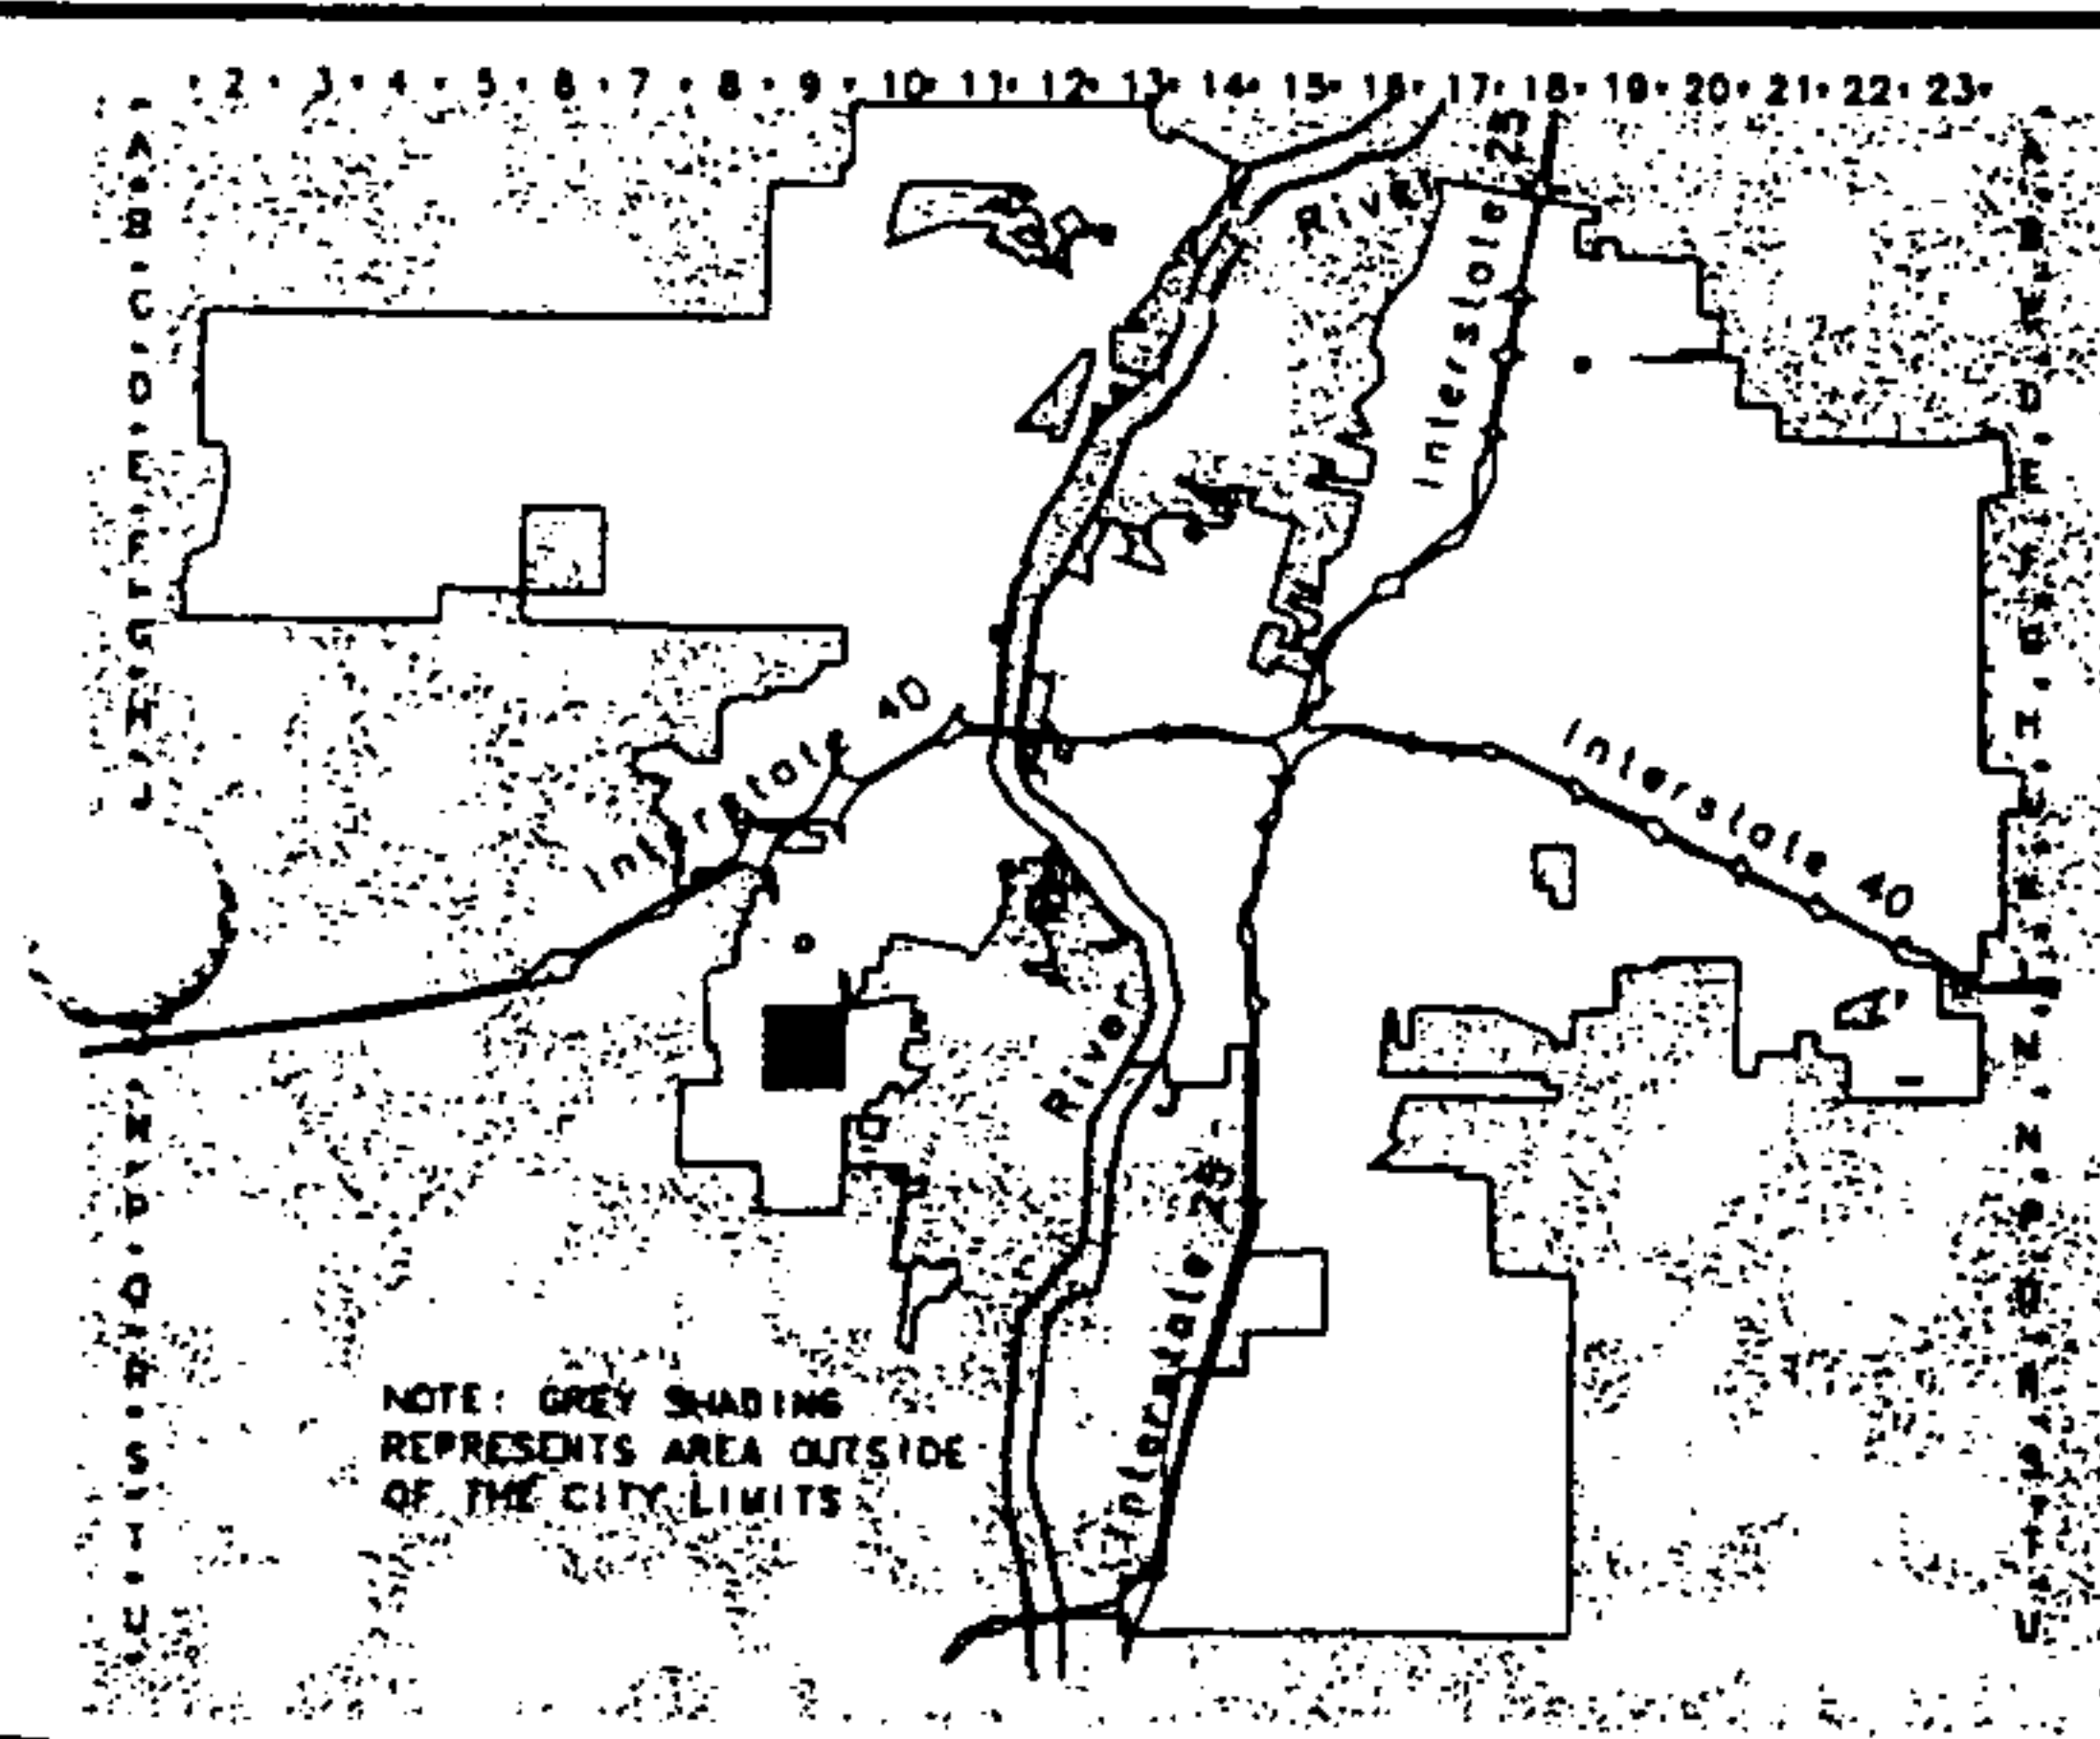 2 3 4 5 6 7 8 9 10 11 12 13 14 15 16 17 18 19 20 21 22 23
A
B
C
D
E
F
G
H
J
N
P
Q
R
S
T
U
River
Interstate 25
Interstate 40
Interstate 40
River
Interstate 25
NOTE: GREY SHADING
REPRESENTS AREA OUTSIDE
OF THE CITY LIMITS